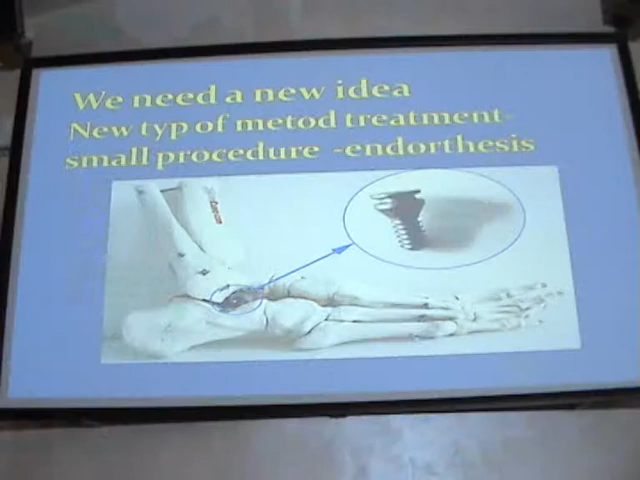 We need a new idea
New typ of metod treatment-
small procedure -endorthesis